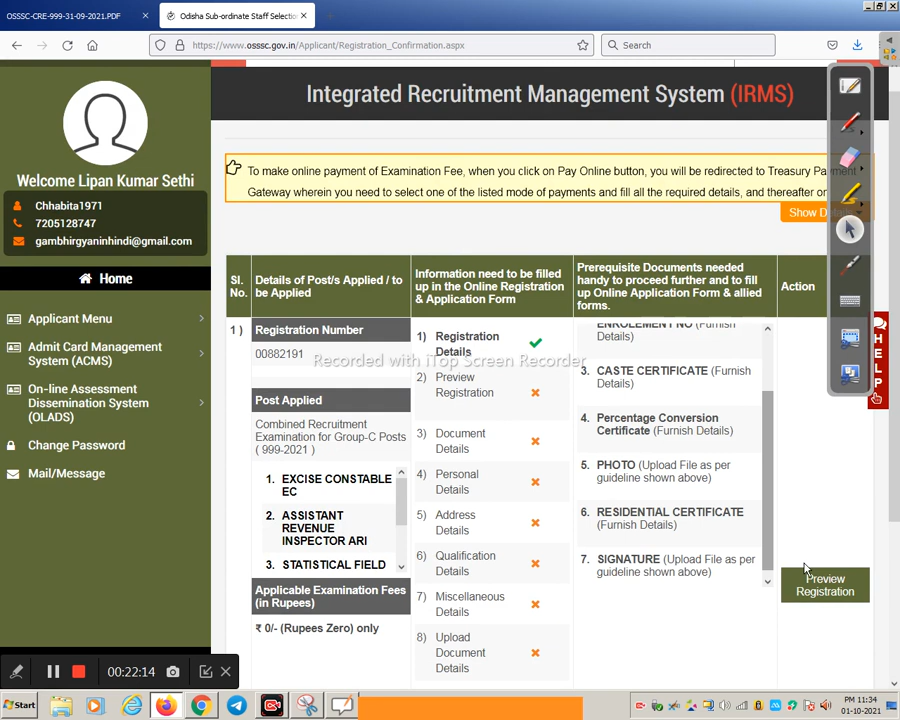 OSSSC-CRE-999-31-09-2021.PDF
Odisha Sub-ordinate Staff Selectio
https://www.osssc.gov.in/Applicant/Registration_Confirmation.aspx
Search
Integrated Recruitment Management System (IRMS)
To make online payment of Examination Fee, when you click on Pay Online button, you will be redirected to Treasury Payment
Gateway wherein you need to select one of the listed mode of payments and fill all the required details, and thereafter on
Show
Welcome Lipan Kumar Sethi
Chhabita1971
7205128747
gambhirgyaninhindi@gmail.com
Home
Applicant Menu
Admit Card Management
System (ACMS)
On-line Assessment
Dissemination System
(OLADS)
Change Password
Mail/Message
Sl.
No.
Details of Post/s Applied / to
be Applied
Information need to be filled
up in the Online Registration
& Application Form
Prerequisite Documents needed
handy to proceed further and to fill
up Online Application Form & allied
forms.
Action
1 )
Registration Number
00882191
Post Applied
Combined Recruitment
Examination for Group-C Posts
( 999-2021 )
1. EXCISE CONSTABLE
EC
2. ASSISTANT
REVENUE
INSPECTOR ARI
3. STATISTICAL FIELD
Applicable Examination Fees
(in Rupees)
₹ 0/- (Rupees Zero) only
1) Registration
Details
2) Preview
Registration
3) Document
Details
4) Personal
Details
5) Address
Details
6) Qualification
Details
7) Miscellaneous
Details
8) Upload
Document
Details
ENROLEMENT NO (Furnish
Details)
3. CASTE CERTIFICATE (Furnish
Details)
4. Percentage Conversion
Certificate (Furnish Details)
5. PHOTO (Upload File as per
guideline shown above)
6. RESIDENTIAL CERTIFICATE
(Furnish Details)
7. SIGNATURE (Upload File as per
guideline shown above)
Preview
Registration
HELP
Recorded with iTop Screen Recorder
00:22:14
Start
PM 11:34
01-10-2021